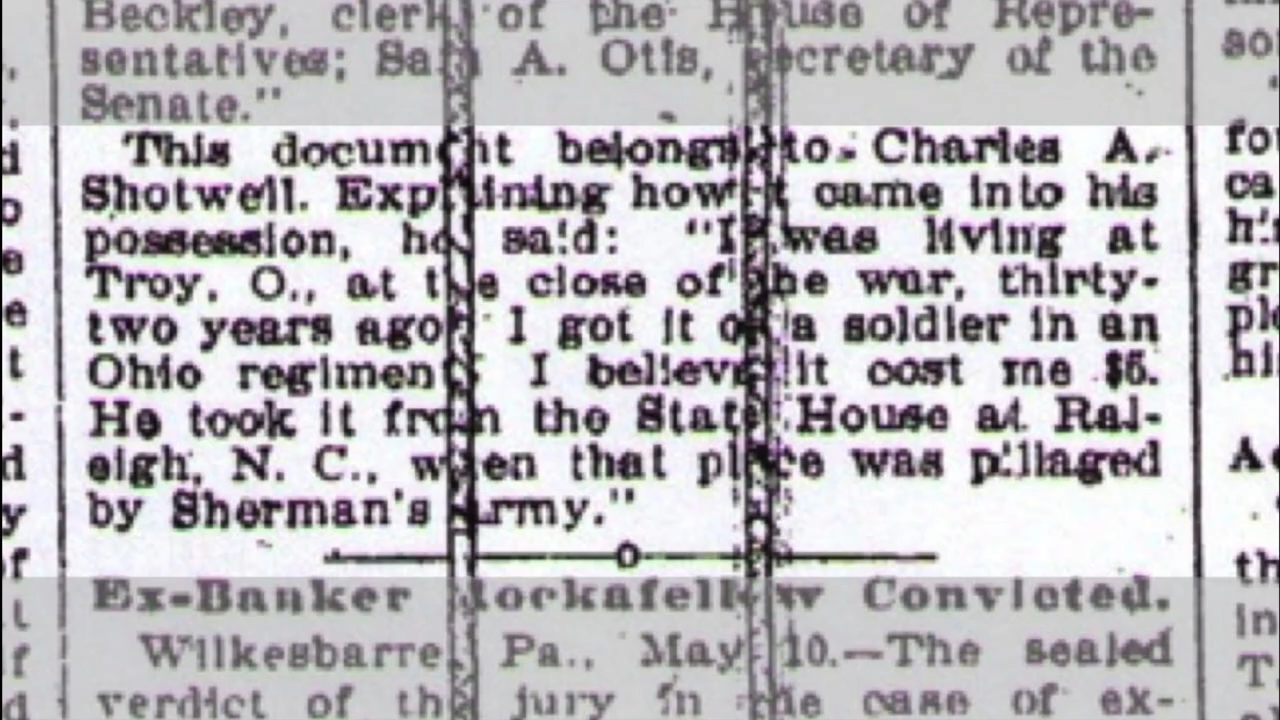 Beckley, clerk of the House of Repre-
sentatives; Sam A. Otis, secretary of the
Senate."
This document belongs to Charles A.
Shotwell. Explaining how it came into his
possession, he said: "I was living at
Troy, O., at the close of the war, thirty-
two years ago. I got it of a soldier in an
Ohio regiment. I believe it cost me $5.
He took it from the State House at Ral-
eigh, N. C., when that place was pillaged
by Sherman's army."
Ex-Banker Rockafellow Convicted.
Wilkesbarre, Pa., May 10.—The sealed
verdict of the jury in the case of ex-